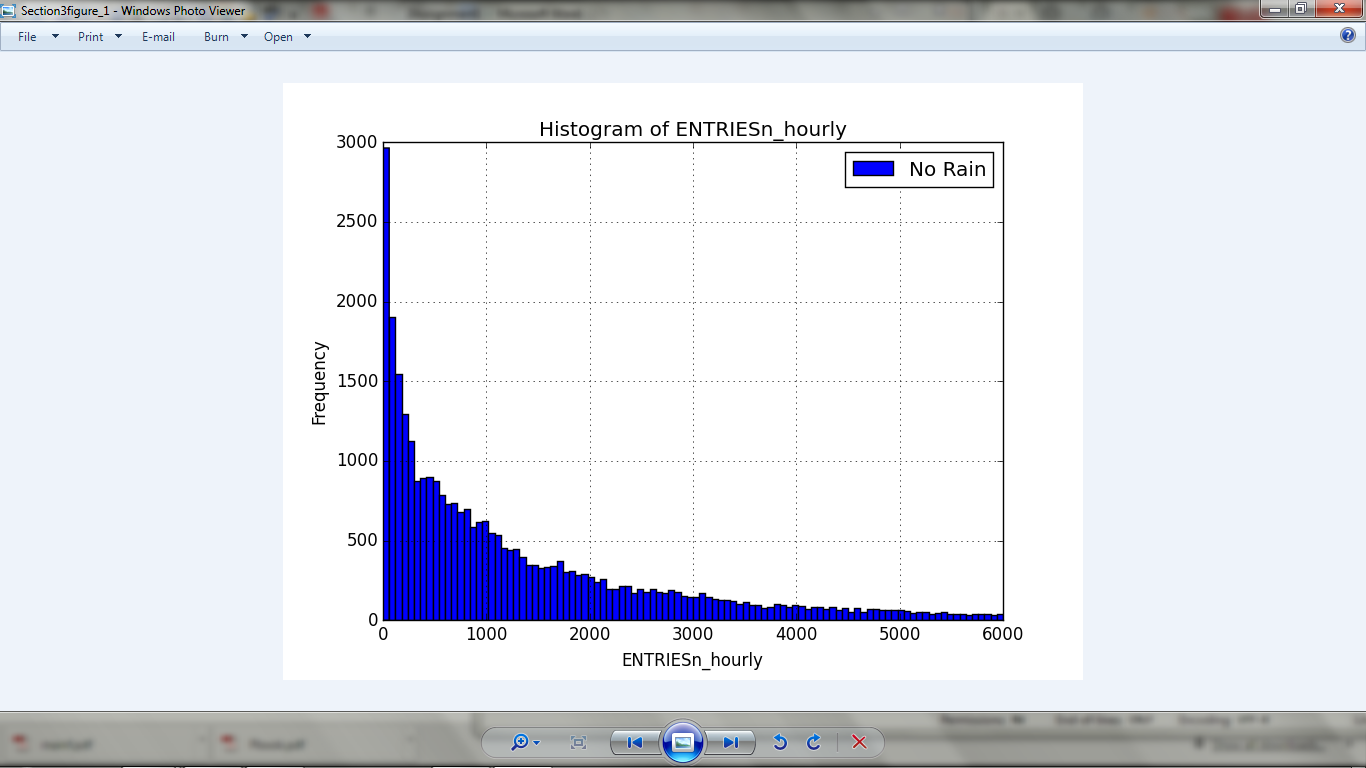 Section3figure_1 - Windows Photo Viewer
File Print E-mail Burn Open
Histogram of ENTRIESn_hourly
No Rain
3000
2500
2000
1500
1000
500
0
Frequency
0 1000 2000 3000 4000 5000 6000
ENTRIESn_hourly